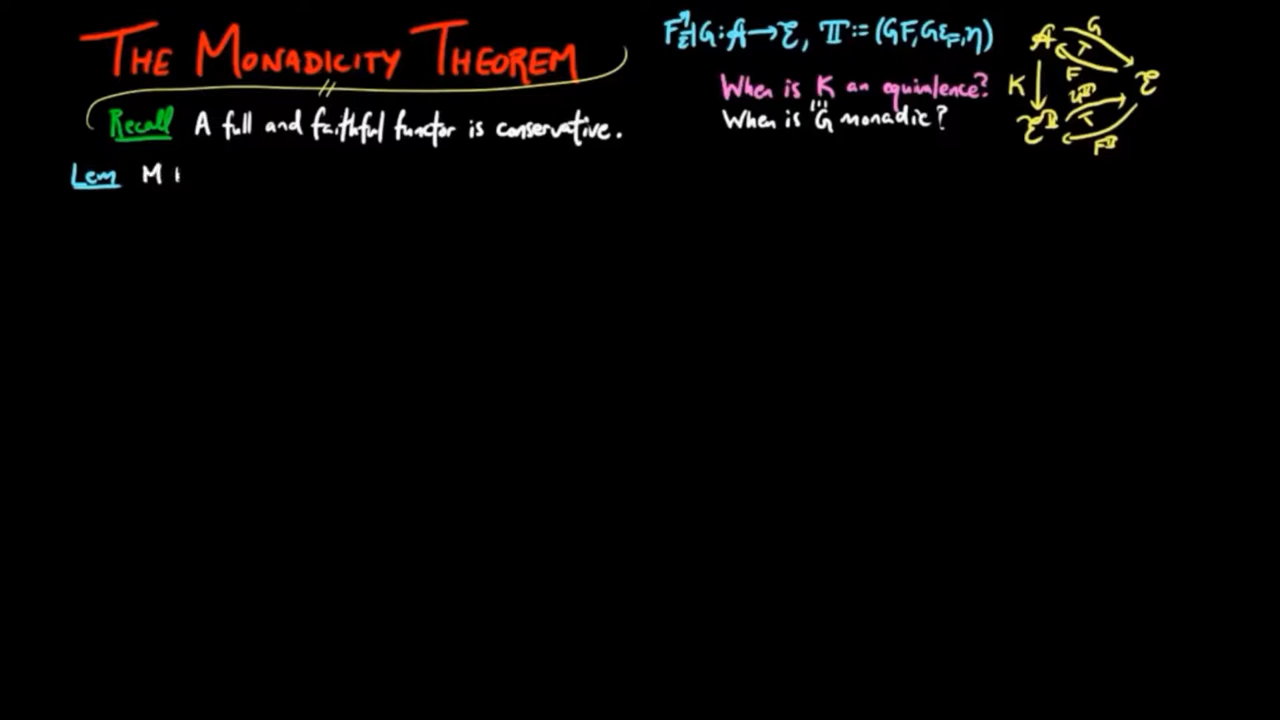 THE MONADICITY THEOREM
F ⊣ G : A → E, 𝕋 := (GF, Gε_F, η)
When is K an equivalence?
When is G monadic?
Recall A full and faithful functor is conservative.
Lem M
A G
T
F
K E
U^𝕋
E^𝕋 T
F^𝕋